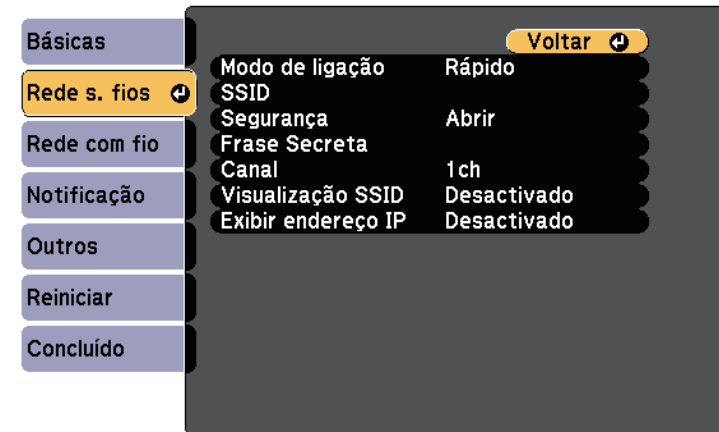 Básicas
Rede s. fios
Rede com fio
Notificação
Outros
Reiniciar
Concluído
Voltar
Modo de ligação Rápido
SSID
Segurança Abrir
Frase Secreta
Canal 1ch
Visualização SSID Desactivado
Exibir endereço IP Desactivado